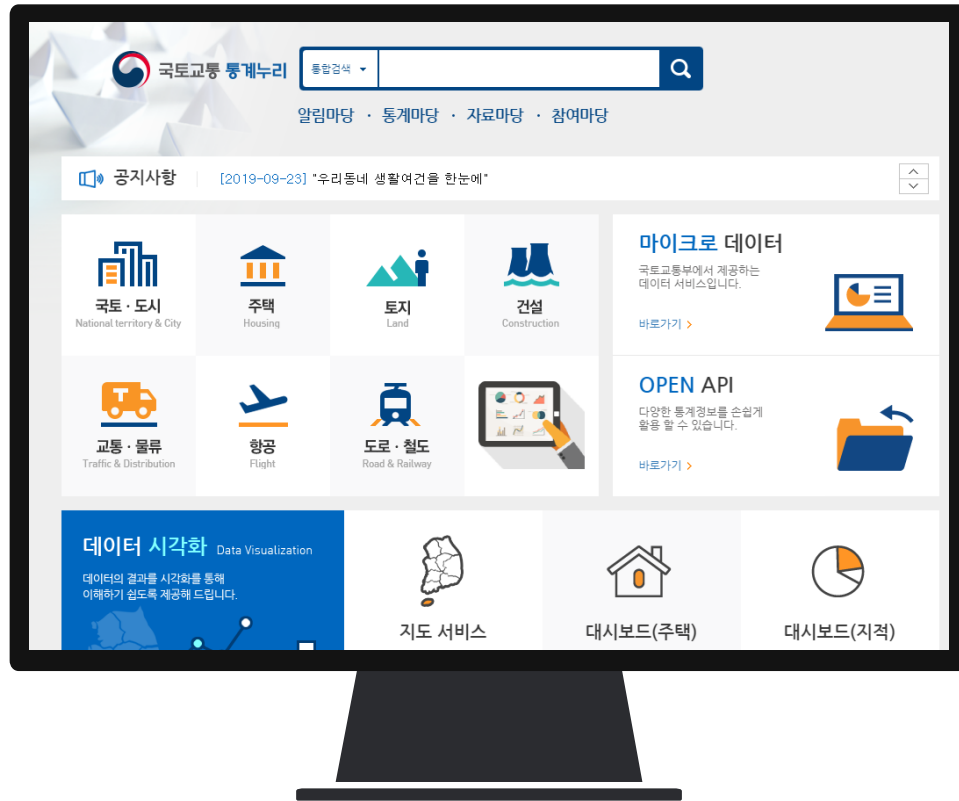 국토교통 통계누리
통합검색
알림마당 · 통계마당 · 자료마당 · 참여마당
공지사항
[2019-09-23] "우리동네 생활여건을 한눈에"
국토 · 도시
National territory & City
주택
Housing
토지
Land
건설
Construction
교통 · 물류
Traffic & Distribution
항공
Flight
도로 · 철도
Road & Railway
마이크로 데이터
국토교통부에서 제공하는
데이터 서비스입니다.
바로가기 >
OPEN API
다양한 통계정보를 손쉽게
활용 할 수 있습니다.
바로가기 >
데이터 시각화 Data Visualization
데이터의 결과를 시각화를 통해
이해하기 쉽도록 제공해 드립니다.
지도 서비스
대시보드(주택)
대시보드(지적)